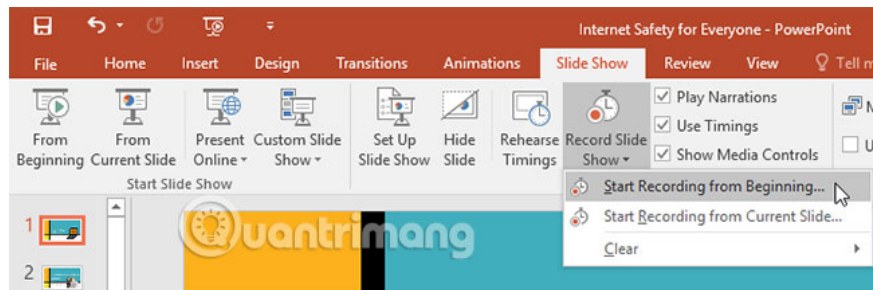 Internet Safety for Everyone - PowerPoint
File Home Insert Design Transitions Animations Slide Show Review View Tell m
From Beginning
From Current Slide
Present Online
Custom Slide Show
Set Up Slide Show
Hide Slide
Rehearse Timings
Record Slide Show
Play Narrations
Use Timings
Show Media Controls
Start Slide Show
Start Recording from Beginning...
Start Recording from Current Slide...
Clear
1
2
Quantrimang